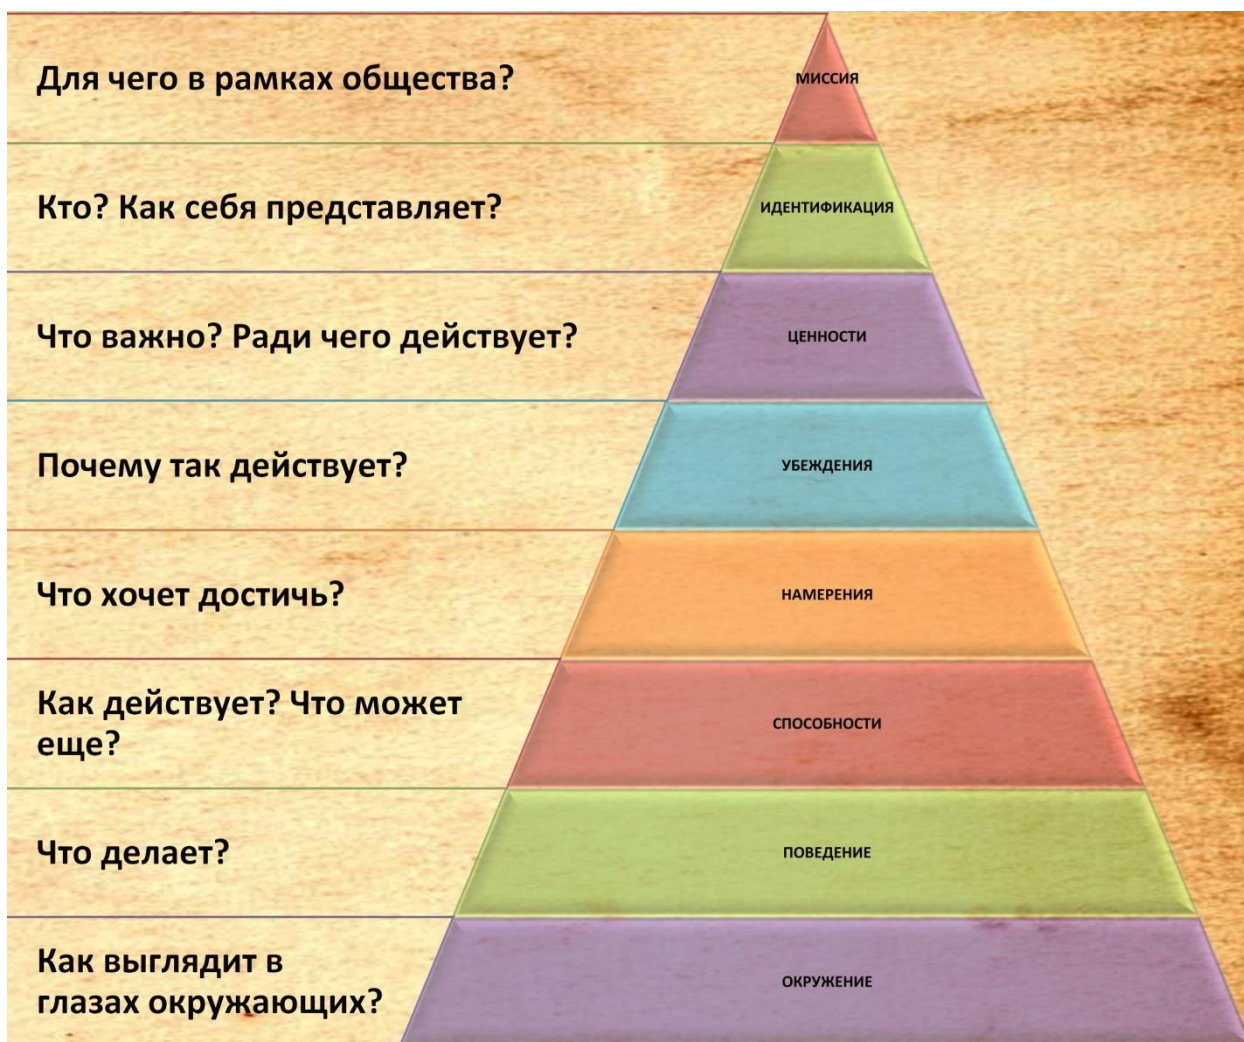 Для чего в рамках общества?
МИССИЯ
Кто? Как себя представляет?
ИДЕНТИФИКАЦИЯ
Что важно? Ради чего действует?
ЦЕННОСТИ
Почему так действует?
УБЕЖДЕНИЯ
Что хочет достичь?
НАМЕРЕНИЯ
Как действует? Что может
еще?
СПОСОБНОСТИ
Что делает?
ПОВЕДЕНИЕ
Как выглядит в
глазах окружающих?
ОКРУЖЕНИЕ